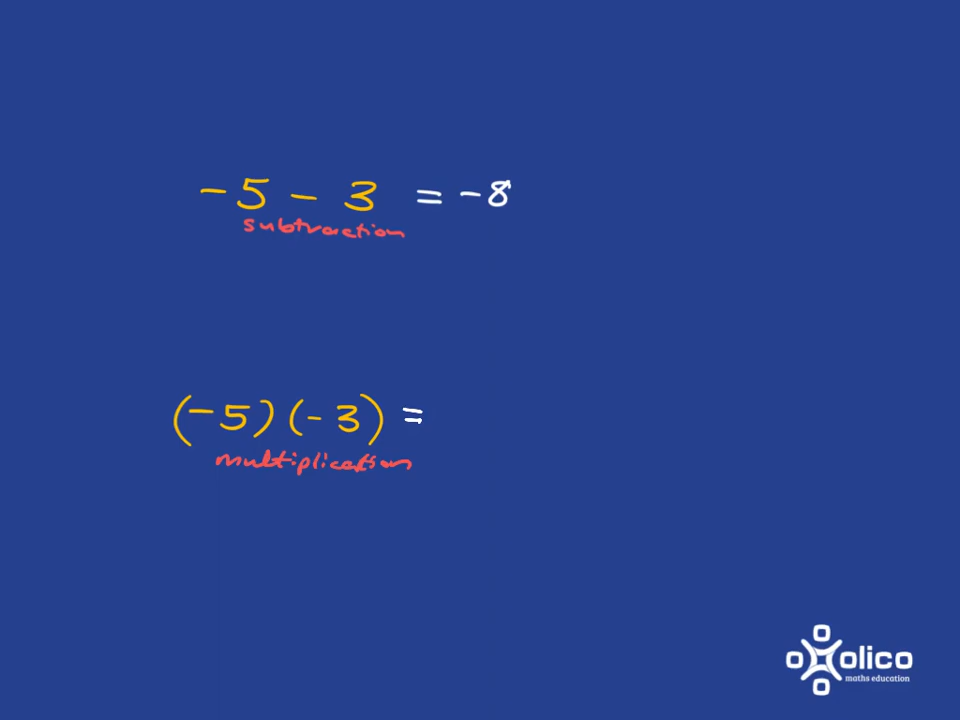 -5 - 3 = -8
subtraction
(-5)(-3) =
multiplication
olico
maths education